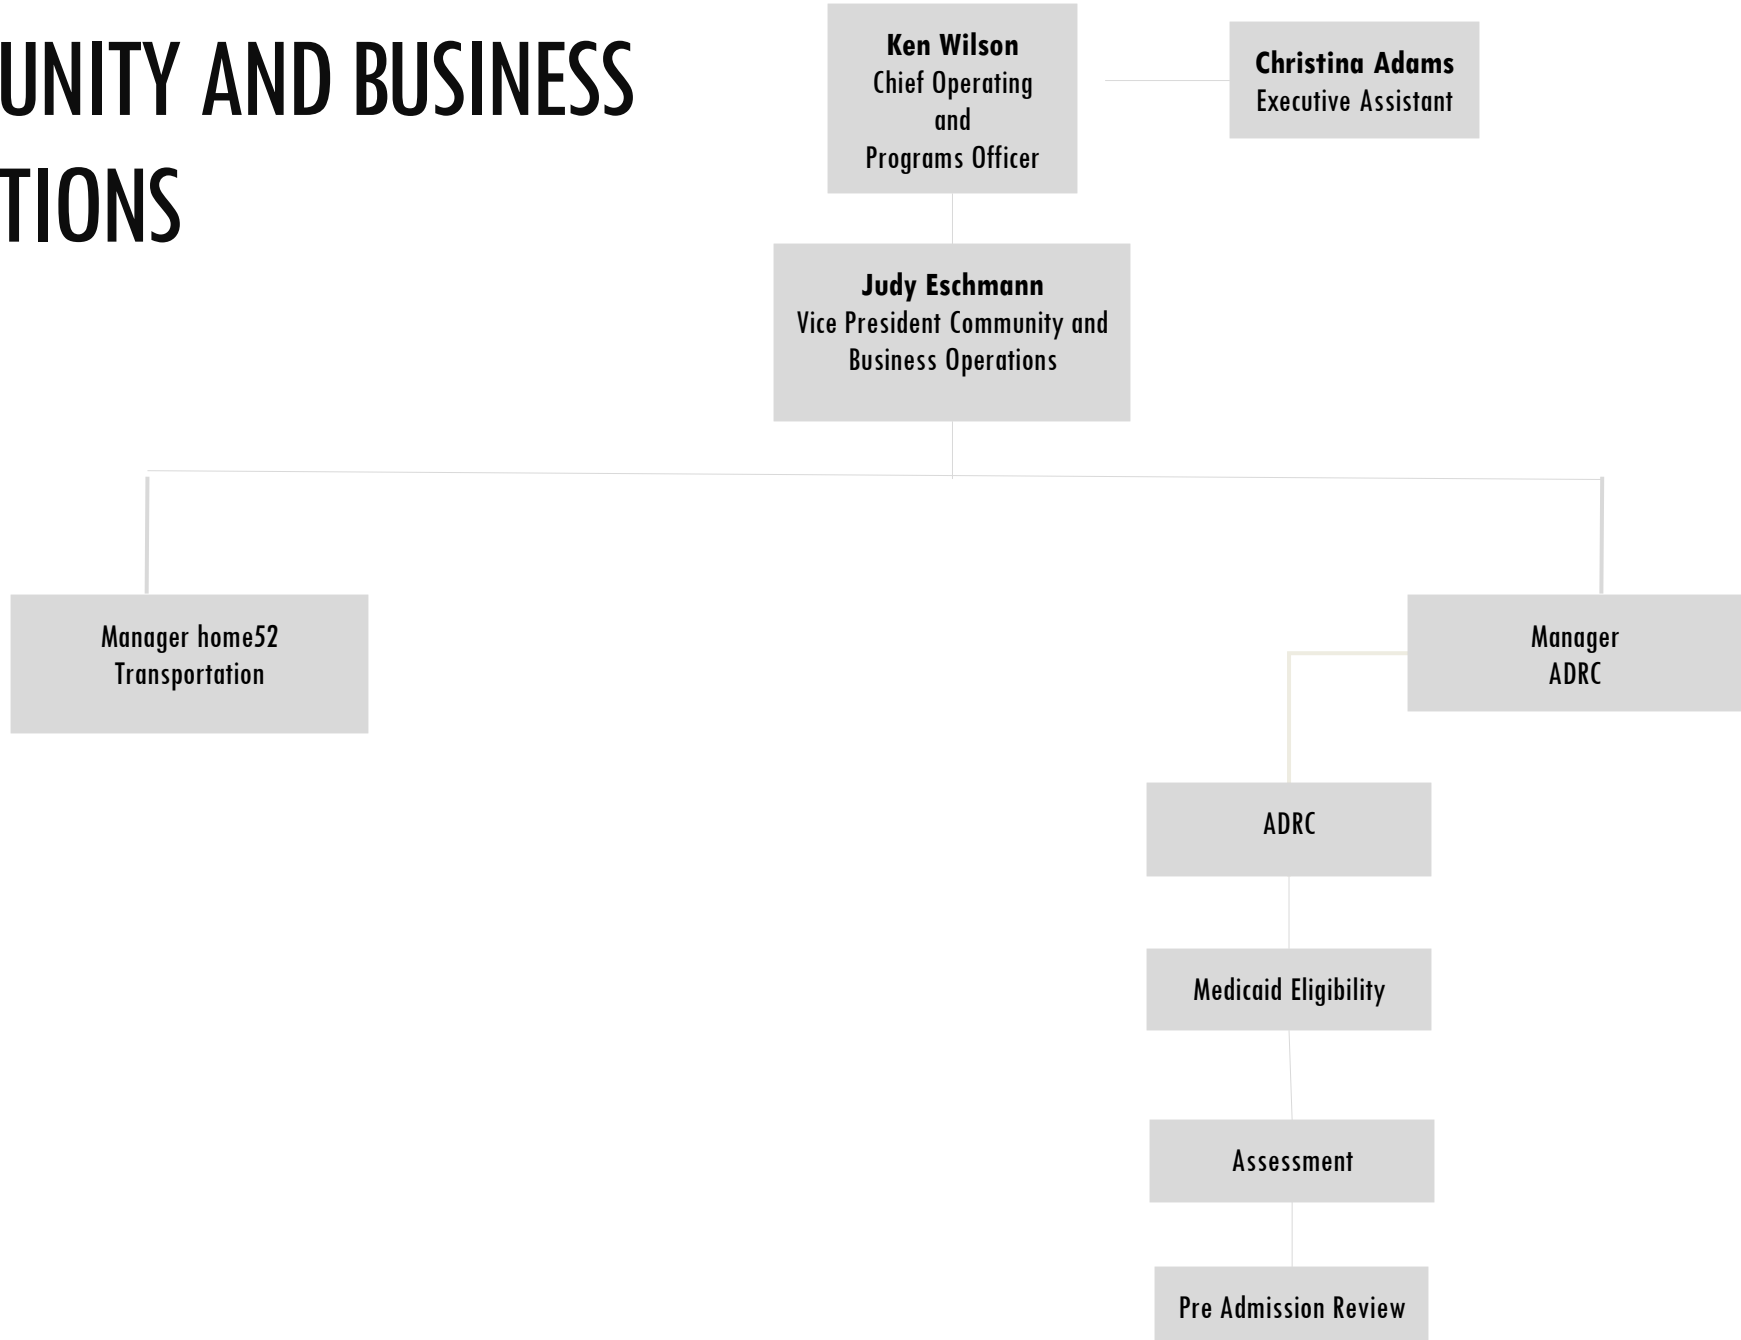 UNITY AND BUSINESS
TIONS
Ken Wilson
Chief Operating
and
Programs Officer
Christina Adams
Executive Assistant
Judy Eschmann
Vice President Community and
Business Operations
Manager home52
Transportation
Manager
ADRC
ADRC
Medicaid Eligibility
Assessment
Pre Admission Review